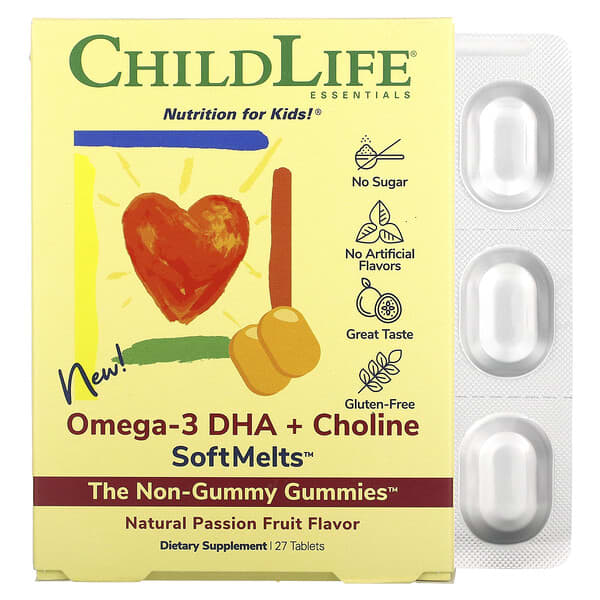 CHILDLIFE®
ESSENTIALS
Nutrition for Kids!®
No Sugar
No Artificial
Flavors
Great Taste
Gluten-Free
New!
Omega-3 DHA + Choline
SoftMelts™
The Non-Gummy Gummies™
Natural Passion Fruit Flavor
Dietary Supplement | 27 Tablets